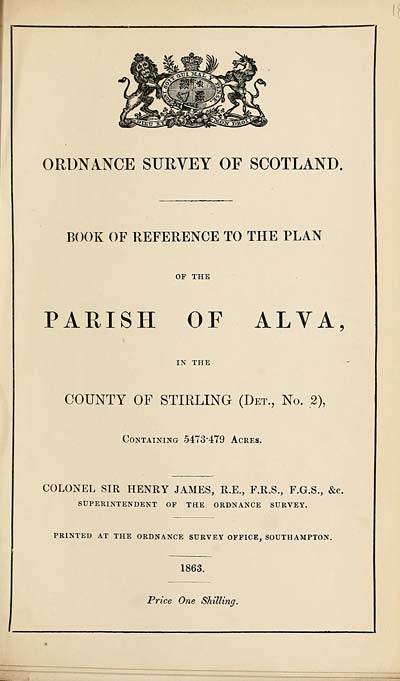 HONI SOIT QUI MAL Y PENSE
DIEU ET MON DROIT
ORDNANCE SURVEY OF SCOTLAND.
BOOK OF REFERENCE TO THE PLAN
OF THE
PARISH OF ALVA,
IN THE
COUNTY OF STIRLING (DET., No. 2),
CONTAINING 5473·479 ACRES.
COLONEL SIR HENRY JAMES, R.E., F.R.S., F.G.S., &c.
SUPERINTENDENT OF THE ORDNANCE SURVEY.
PRINTED AT THE ORDNANCE SURVEY OFFICE, SOUTHAMPTON.
1863.
Price One Shilling.